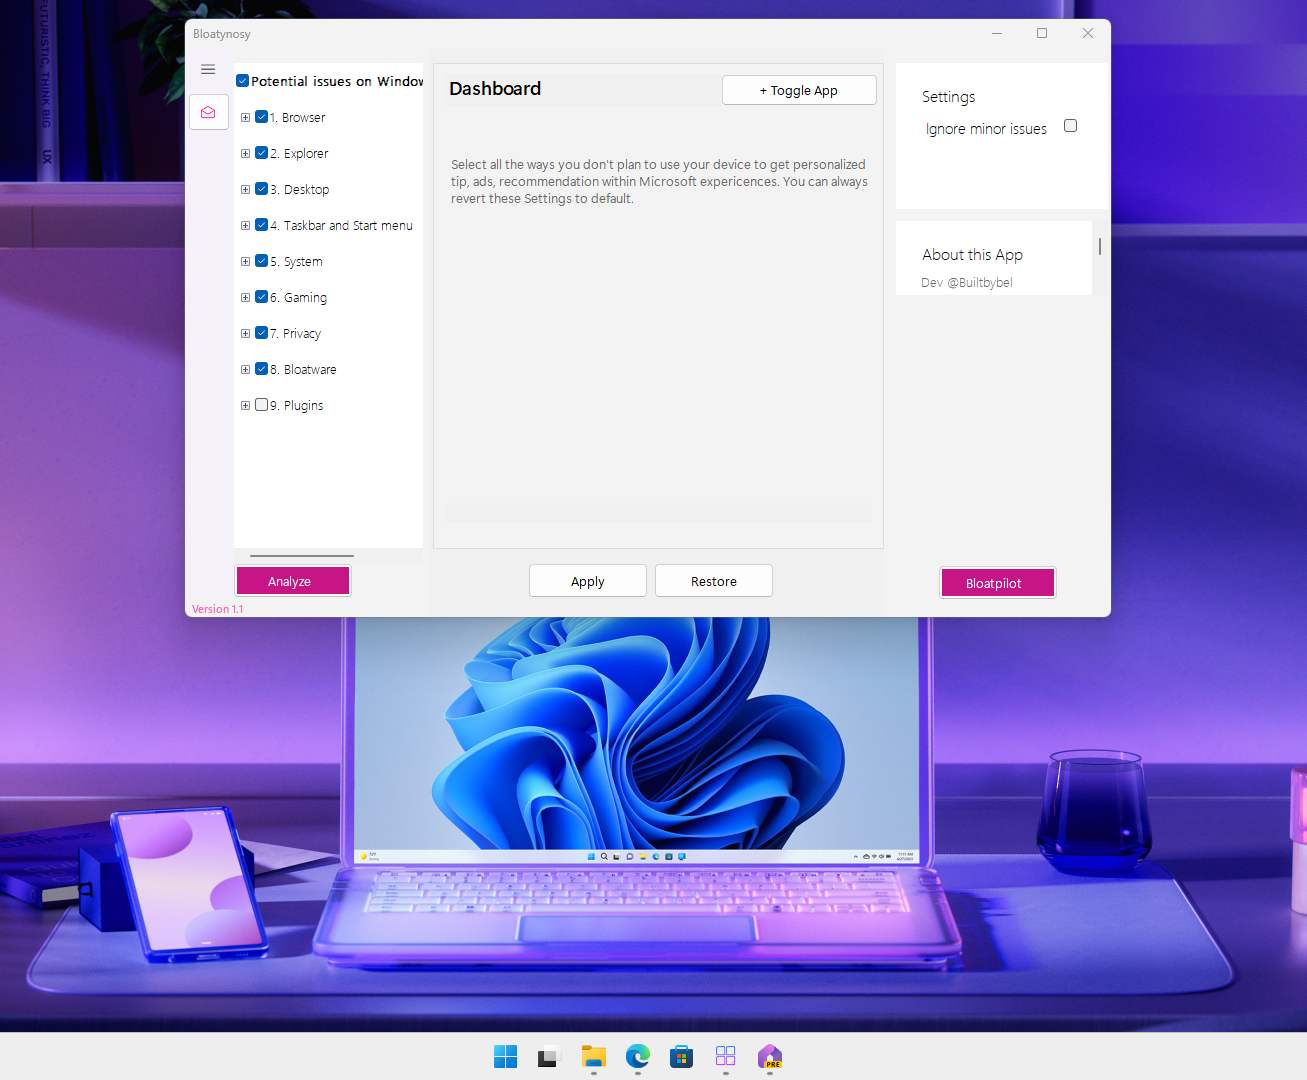 Bloatynosy
Potential issues on Window
1. Browser
2. Explorer
3. Desktop
4. Taskbar and Start menu
5. System
6. Gaming
7. Privacy
8. Bloatware
9. Plugins
Analyze
Version 1.1
Dashboard
+ Toggle App
Select all the ways you don't plan to use your device to get personalized
tip, ads, recommendation within Microsoft expericences. You can always
revert these Settings to default.
Apply
Restore
Settings
Ignore minor issues
About this App
Dev @Builtbybel
Bloatpilot
FUTURISTIC. THINK BIG
UX
PRE